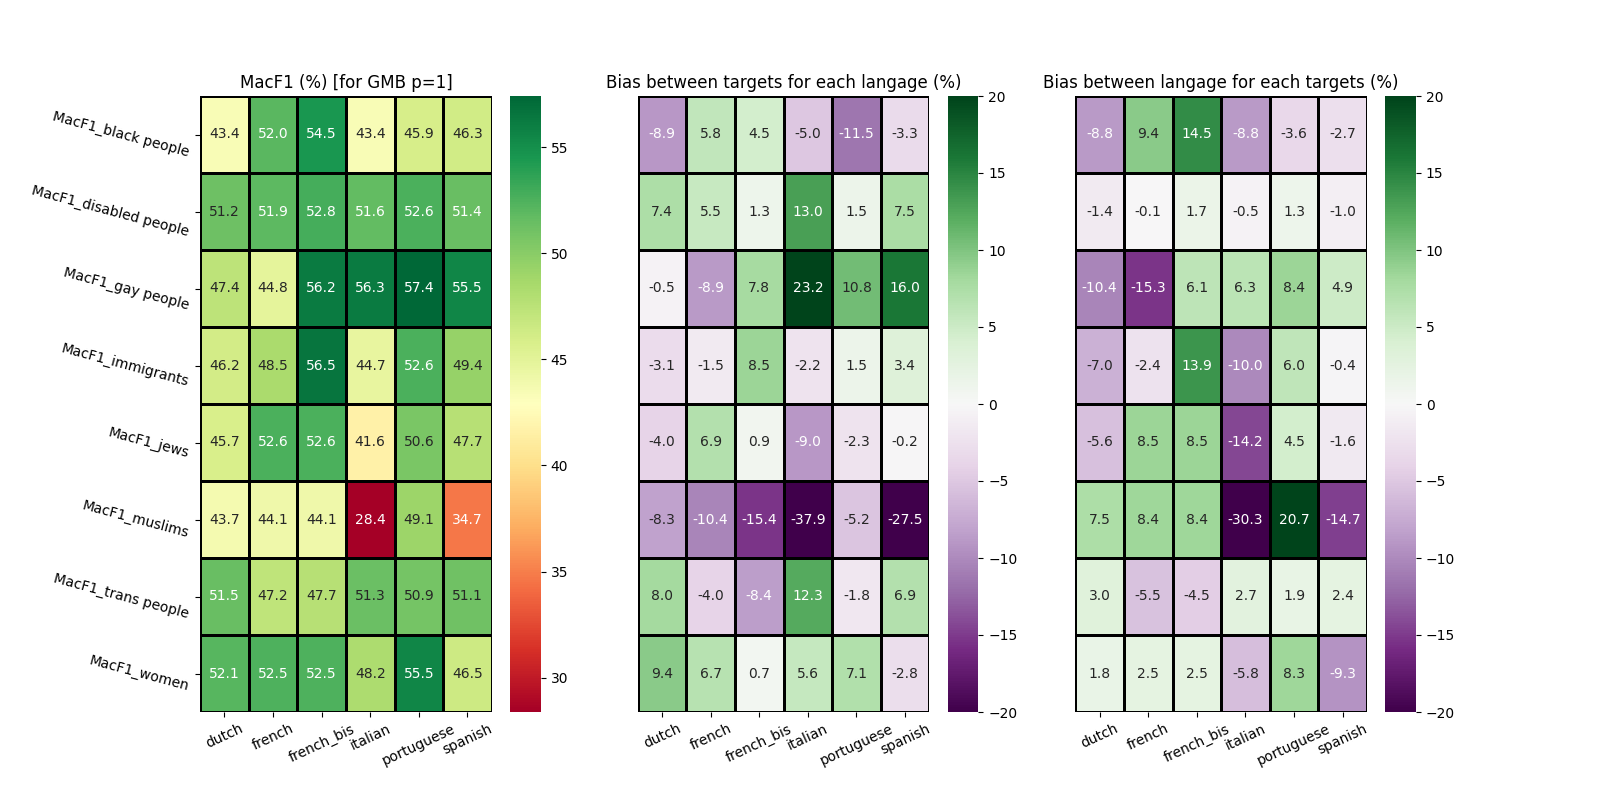 MacF1 (%) [for GMB p=1]
MacF1_black people 43.4 52.0 54.5 43.4 45.9 46.3
MacF1_disabled people 51.2 51.9 52.8 51.6 52.6 51.4
MacF1_gay people 47.4 44.8 56.2 56.3 57.4 55.5
MacF1_immigrants 46.2 48.5 56.5 44.7 52.6 49.4
MacF1_jews 45.7 52.6 52.6 41.6 50.6 47.7
MacF1_muslims 43.7 44.1 44.1 28.4 49.1 34.7
MacF1_trans people 51.5 47.2 47.7 51.3 50.9 51.1
MacF1_women 52.1 52.5 52.5 48.2 55.5 46.5
dutch french french_bis italian portuguese spanish
55
50
45
40
35
30
Bias between targets for each langage (%)
-8.9 5.8 4.5 -5.0 -11.5 -3.3
7.4 5.5 1.3 13.0 1.5 7.5
-0.5 -8.9 7.8 23.2 10.8 16.0
-3.1 -1.5 8.5 -2.2 1.5 3.4
-4.0 6.9 0.9 -9.0 -2.3 -0.2
-8.3 -10.4 -15.4 -37.9 -5.2 -27.5
8.0 -4.0 -8.4 12.3 -1.8 6.9
9.4 6.7 0.7 5.6 7.1 -2.8
dutch french french_bis italian portuguese spanish
20
15
10
5
0
−5
−10
−15
−20
Bias between langage for each targets (%)
-8.8 9.4 14.5 -8.8 -3.6 -2.7
-1.4 -0.1 1.7 -0.5 1.3 -1.0
-10.4 -15.3 6.1 6.3 8.4 4.9
-7.0 -2.4 13.9 -10.0 6.0 -0.4
-5.6 8.5 8.5 -14.2 4.5 -1.6
7.5 8.4 8.4 -30.3 20.7 -14.7
3.0 -5.5 -4.5 2.7 1.9 2.4
1.8 2.5 2.5 -5.8 8.3 -9.3
dutch french french_bis italian portuguese spanish
20
15
10
5
0
−5
−10
−15
−20